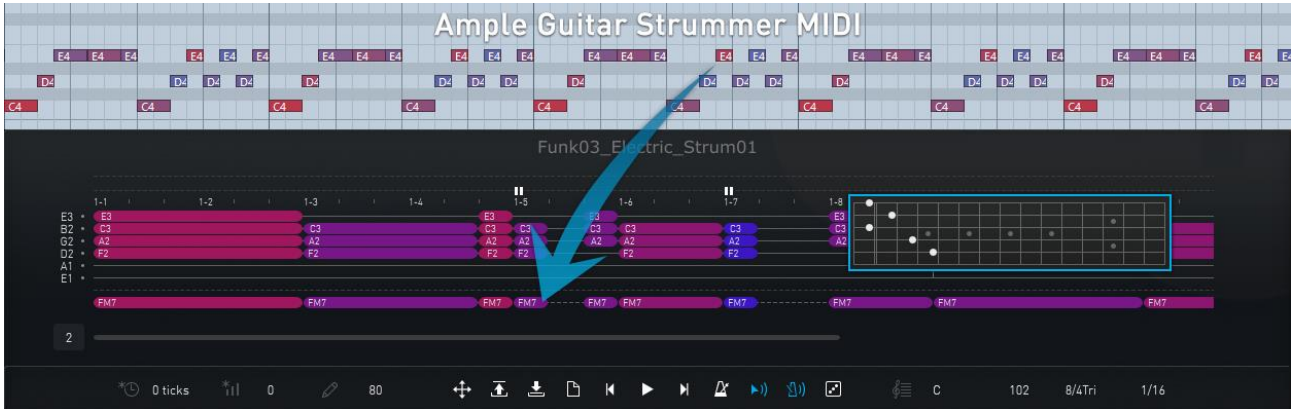 Ample Guitar Strummer MIDI
E4 E4 E4 E4 E4 E4 E4 E4 E4 E4 E4 E4 E4 E4 E4 E4 E4 E4 E4 E4 E4 E4 E4 E4 E4 E4
D4 D4 D4 D4 D4 D4 D4 D4 D4 D4 D4 D4 D4 D4 D4 D4 D4 D4 D4
C4 C4 C4 C4 C4 C4 C4 C4 C4 C4
Funk03_Electric_Strum01
1-1 1-2 1-3 1-4 1-5 1-6 1-7 1-8
E3 E3 E3 E3 E3
B2 C3 C3 C3 C3 C3 C3 C3 C3
G2 A2 A2 A2 A2 A2 A2 A2 A2
D2 F2 F2 F2 F2 F2 F2
A1
E1
FM7 FM7 FM7 FM7 FM7 FM7 FM7 FM7 FM7 FM7
2
0 ticks 0 80 C 102 8/4Tri 1/16